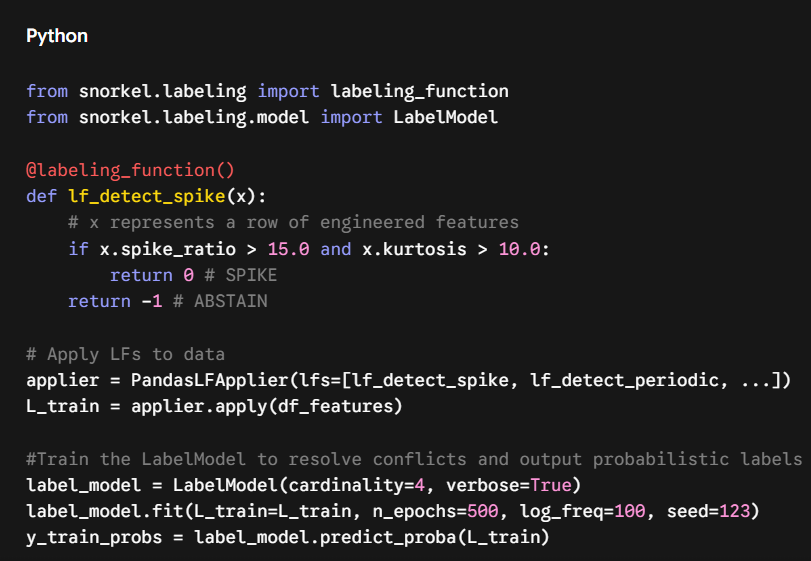 Python
from snorkel.labeling import labeling_function
from snorkel.labeling.model import LabelModel
@labeling_function()
def lf_detect_spike(x):
    # x represents a row of engineered features
    if x.spike_ratio > 15.0 and x.kurtosis > 10.0:
        return 0 # SPIKE
    return -1 # ABSTAIN
# Apply LFs to data
applier = PandasLFApplier(lfs=[lf_detect_spike, lf_detect_periodic, ...])
L_train = applier.apply(df_features)
#Train the LabelModel to resolve conflicts and output probabilistic labels
label_model = LabelModel(cardinality=4, verbose=True)
label_model.fit(L_train=L_train, n_epochs=500, log_freq=100, seed=123)
y_train_probs = label_model.predict_proba(L_train)